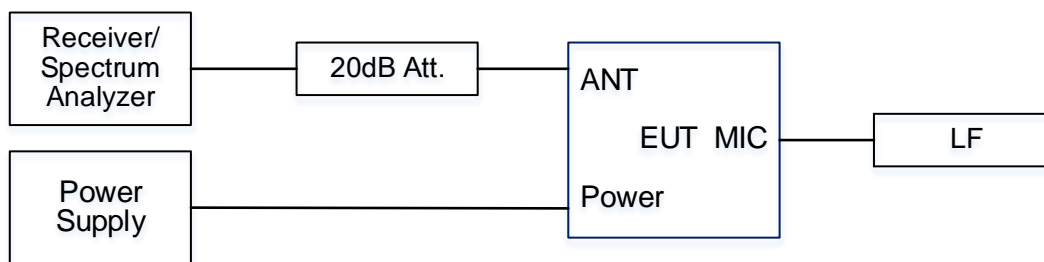 Receiver/
Spectrum
Analyzer
20dB Att.
ANT
EUT MIC
LF
Power
Power
Supply